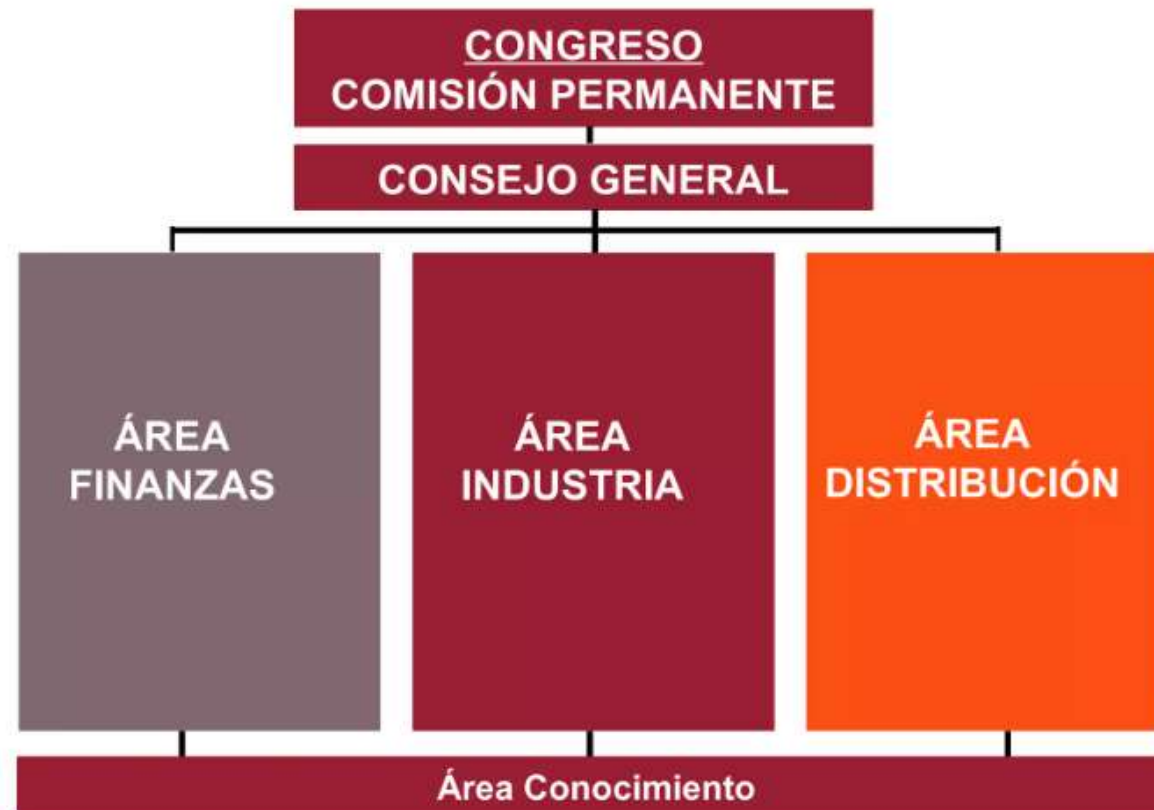 CONGRESO
COMISIÓN PERMANENTE
CONSEJO GENERAL
ÁREA
FINANZAS
ÁREA
INDUSTRIA
ÁREA
DISTRIBUCIÓN
Área Conocimiento